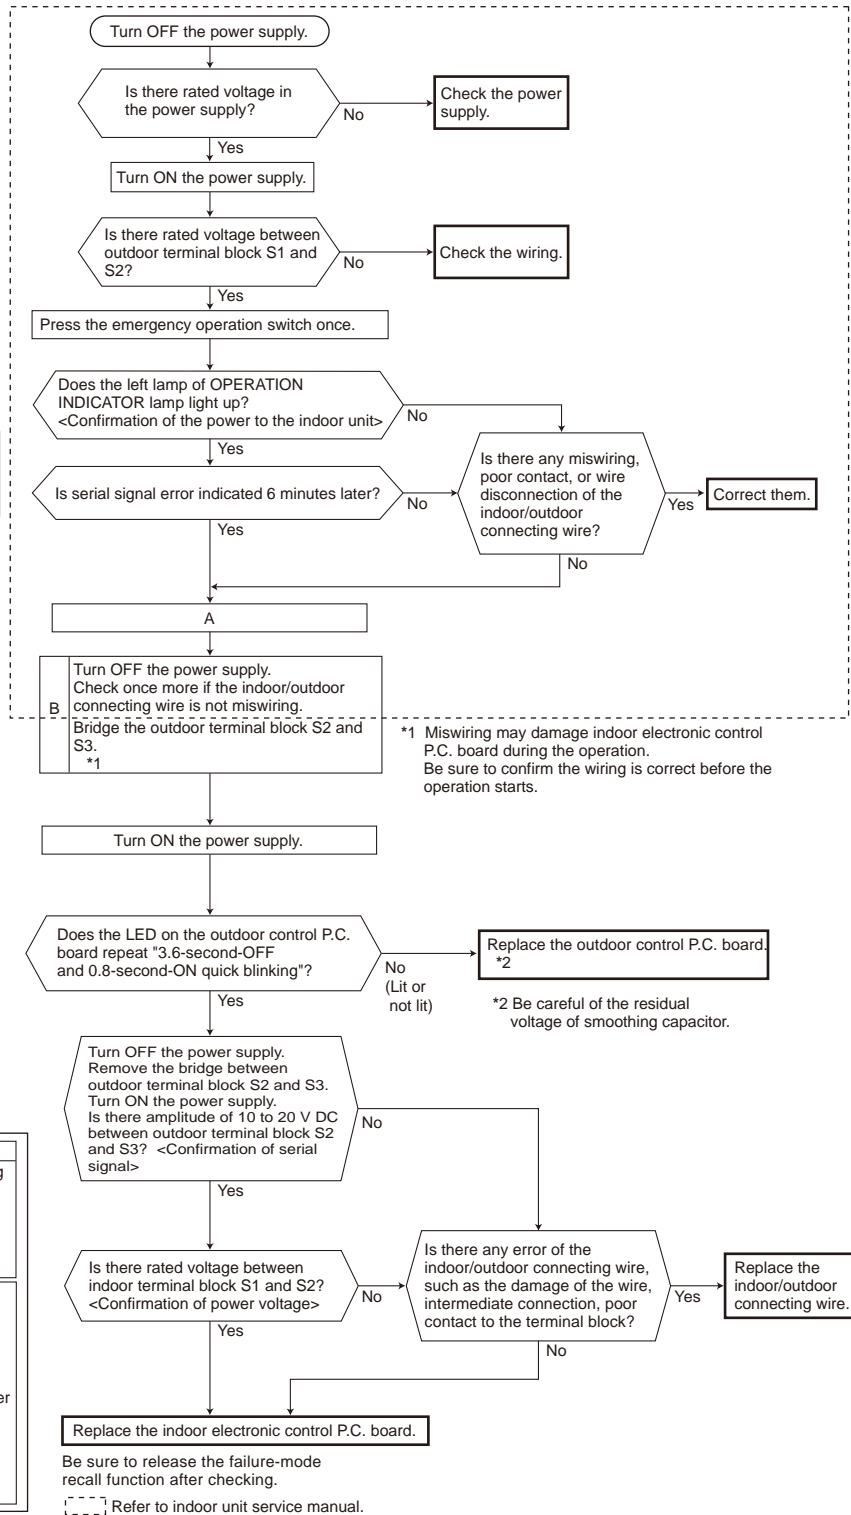 Turn OFF the power supply.
Is there rated voltage in
the power supply?
No
Check the power
supply.
Yes
Turn ON the power supply.
Is there rated voltage between
outdoor terminal block S1 and
S2?
No
Check the wiring.
Yes
Press the emergency operation switch once.
Does the left lamp of OPERATION
INDICATOR lamp light up?
<Confirmation of the power to the indoor unit>
No
Yes
Is there any miswiring,
poor contact, or wire
disconnection of the
indoor/outdoor
connecting wire?
Yes
Correct them.
Is serial signal error indicated 6 minutes later?
No
Yes
No
A
B
Turn OFF the power supply.
Check once more if the indoor/outdoor
connecting wire is not miswiring.
Bridge the outdoor terminal block S2 and
S3.
*1
*1 Miswiring may damage indoor electronic control
P.C. board during the operation.
Be sure to confirm the wiring is correct before the
operation starts.
Turn ON the power supply.
Does the LED on the outdoor control P.C.
board repeat "3.6-second-OFF
and 0.8-second-ON quick blinking"?
No
(Lit or
not lit)
Replace the outdoor control P.C. board.
*2
*2 Be careful of the residual
voltage of smoothing capacitor.
Yes
Turn OFF the power supply.
Remove the bridge between
outdoor terminal block S2 and S3.
Turn ON the power supply.
Is there amplitude of 10 to 20 V DC
between outdoor terminal block S2
and S3? <Confirmation of serial
signal>
No
Yes
Is there rated voltage between
indoor terminal block S1 and S2?
<Confirmation of power voltage>
No
Is there any error of the
indoor/outdoor connecting wire,
such as the damage of the wire,
intermediate connection, poor
contact to the terminal block?
Yes
Replace the
indoor/outdoor
connecting wire.
Yes
No
Replace the indoor electronic control P.C. board.
Be sure to release the failure-mode
recall function after checking.
Refer to indoor unit service manual.